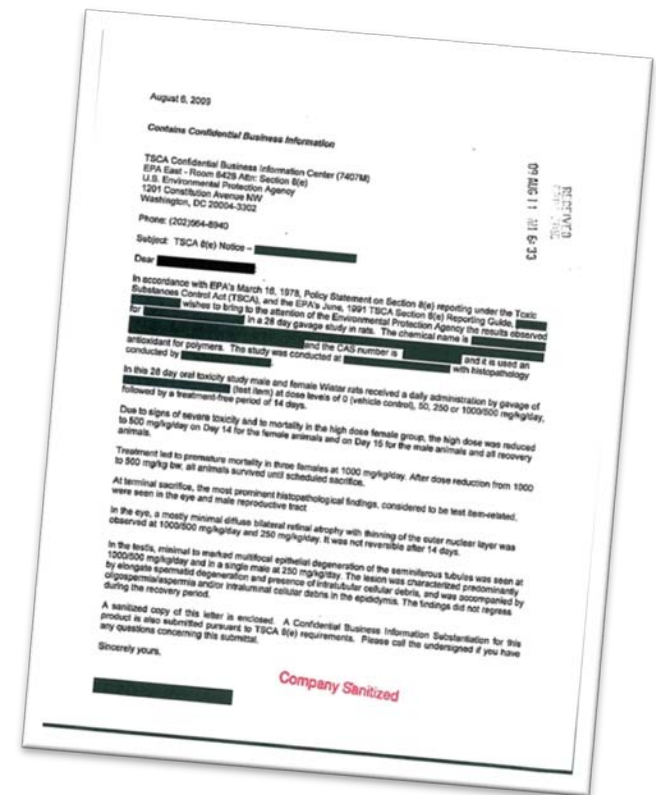 August 6, 2009
Contains Confidential Business Information
TSCA Confidential Business Information Center (7407M)
EPA East - Room 6428 Attn: Section 8(e)
U.S. Environmental Protection Agency
1201 Constitution Avenue NW
Washington, DC 20004-3302
Phone: (202)564-8940
Subject: TSCA 8(e) Notice –
Dear
In accordance with EPA's March 16, 1978, Policy Statement on Section 8(e) reporting under the Toxic
Substances Control Act (TSCA), and the EPA's June, 1991 TSCA Section 8(e) Reporting Guide,
wishes to bring to the attention of the Environmental Protection Agency the results observed
for in a 28 day gavage study in rats. The chemical name is
and the CAS number is and it is used an
antioxidant for polymers. The study was conducted at with histopathology
conducted by .
In this 28 day oral toxicity study male and female Wistar rats received a daily administration by gavage of
(test item) at dose levels of 0 (vehicle control), 50, 250 or 1000/500 mg/kg/day,
followed by a treatment-free period of 14 days.
Due to signs of severe toxicity and to mortality in the high dose female group, the high dose was reduced
to 500 mg/kg/day on Day 14 for the female animals and on Day 15 for the male animals and all recovery
animals.
Treatment led to premature mortality in three females at 1000 mg/kg/day. After dose reduction from 1000
to 500 mg/kg bw, all animals survived until scheduled sacrifice.
At terminal sacrifice, the most prominent histopathological findings, considered to be test item-related,
were seen in the eye and male reproductive tract
In the eye, a mostly minimal diffuse bilateral retinal atrophy with thinning of the outer nuclear layer was
observed at 1000/500 mg/kg/day and 250 mg/kg/day. It was not reversible after 14 days.
In the testis, minimal to marked multifocal epithelial degeneration of the seminiferous tubules was seen at
1000/500 mg/kg/day and in a single male at 250 mg/kg/day. The lesion was characterized predominantly
by elongate spermatid degeneration and presence of intratubular cellular debris, and was accompanied by
oligospermia/aspermia and/or intraluminal cellular debris in the epididymis. The findings did not regress
during the recovery period.
A sanitized copy of this letter is enclosed. A Confidential Business Information Substantiation for this
product is also submitted pursuant to TSCA 8(e) requirements. Please call the undersigned if you have
any questions concerning this submittal.
Sincerely yours,
Company Sanitized
RECEIVED
09 AUG 11 6:33